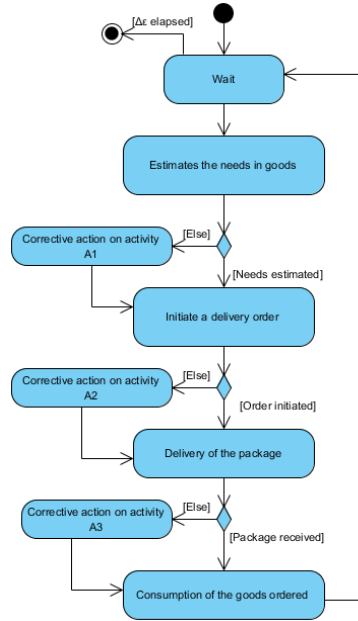 [Δε elapsed]
Wait
Estimates the needs in goods
[Else]
Corrective action on activity
A1
[Needs estimated]
Initiate a delivery order
[Else]
Corrective action on activity
A2
[Order initiated]
Delivery of the package
[Else]
Corrective action on activity
A3
[Package received]
Consumption of the goods ordered